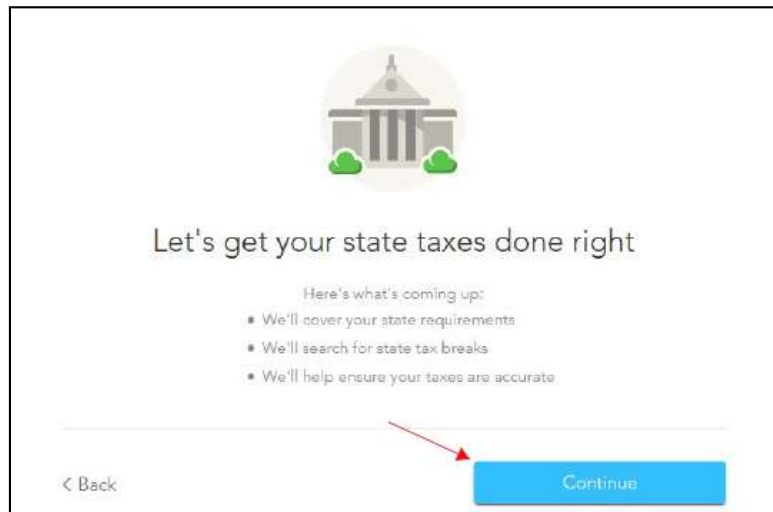 Let's get your state taxes done right
Here's what's coming up:
• We'll cover your state requirements
• We'll search for state tax breaks
• We'll help ensure your taxes are accurate
< Back
Continue